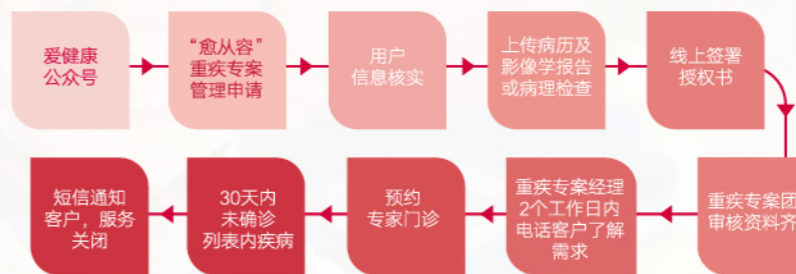 爱健康
公众号
“愈从容”
重疾专案
管理申请
用户
信息核实
上传病历及
影像学报告
或病理检查
线上签署
授权书
重疾专案团
审核资料齐
重疾专案经理
2个工作日内
电话客户了解
需求
预约
专家门诊
30天内
未确诊
列表内疾病
短信通知
客户，服务
关闭